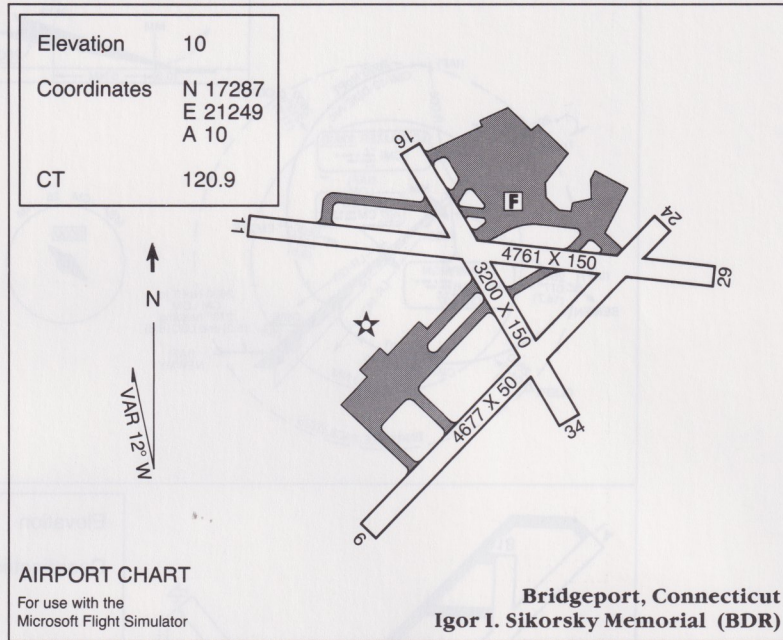 Elevation 10
Coordinates N 17287
E 21249
A 10
CT 120.9
16
F
24
11
4761 X 150
29
3200 X 150
N
VAR 12° W
4677 X 50
34
6
AIRPORT CHART
For use with the
Microsoft Flight Simulator
Bridgeport, Connecticut
Igor I. Sikorsky Memorial (BDR)